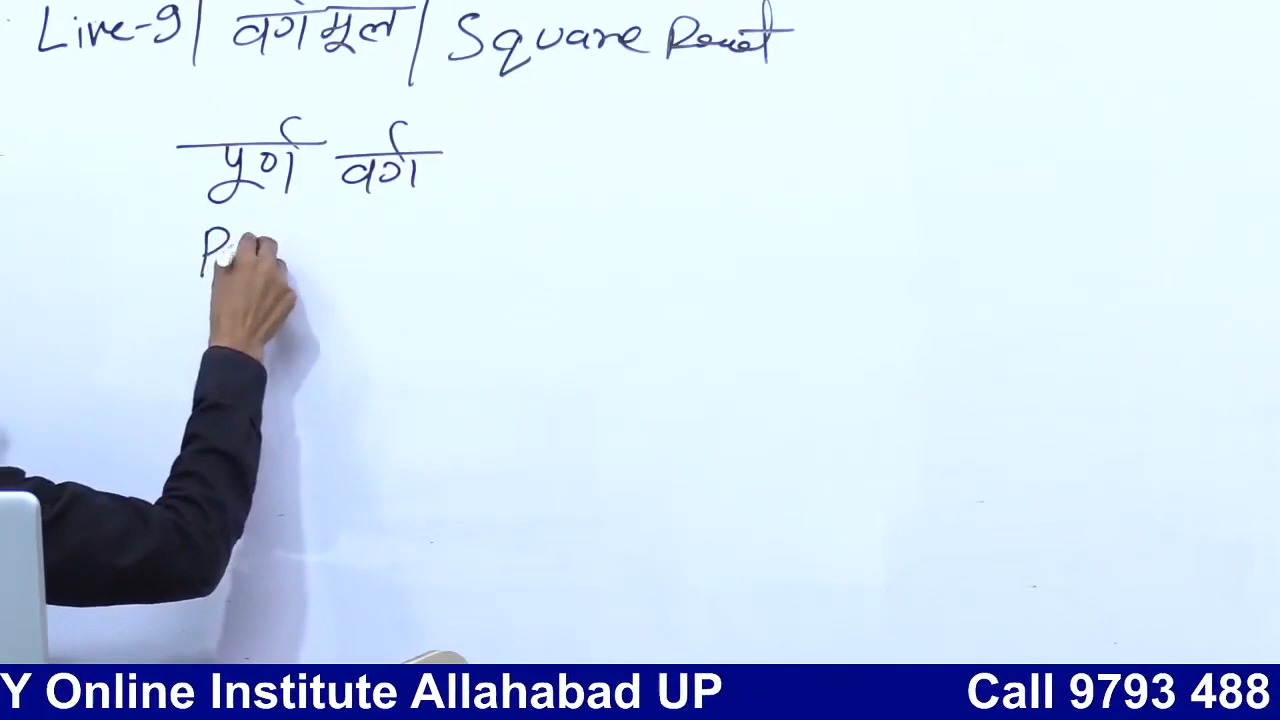 Live-9 | वर्गमूल | Square Root
पूर्ण वर्ग
P
Y Online Institute Allahabad UP Call 9793 488